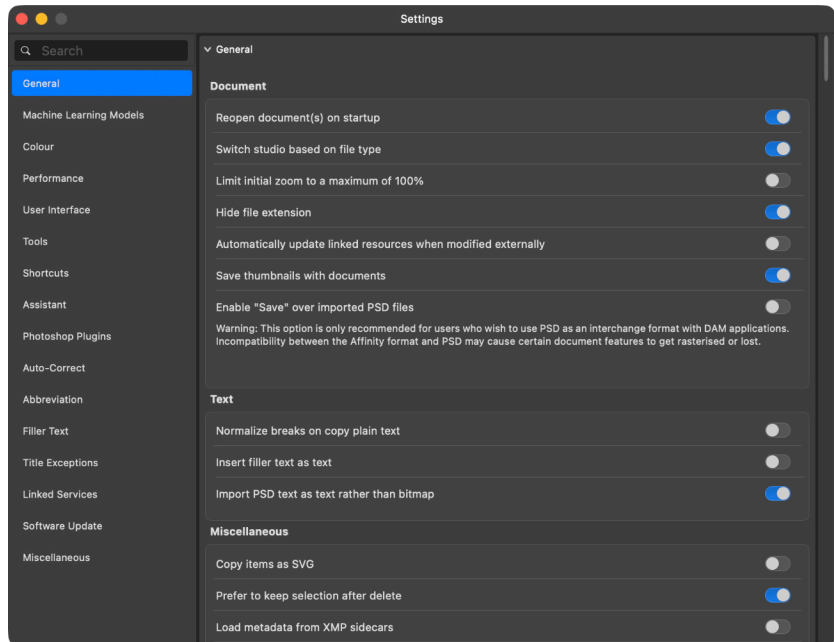 Settings
Search
General
Machine Learning Models
Colour
Performance
User Interface
Tools
Shortcuts
Assistant
Photoshop Plugins
Auto-Correct
Abbreviation
Filler Text
Title Exceptions
Linked Services
Software Update
Miscellaneous
General
Document
Reopen document(s) on startup
Switch studio based on file type
Limit initial zoom to a maximum of 100%
Hide file extension
Automatically update linked resources when modified externally
Save thumbnails with documents
Enable "Save" over imported PSD files
Warning: This option is only recommended for users who wish to use PSD as an interchange format with DAM applications.
Incompatibility between the Affinity format and PSD may cause certain document features to get rasterised or lost.
Text
Normalize breaks on copy plain text
Insert filler text as text
Import PSD text as text rather than bitmap
Miscellaneous
Copy items as SVG
Prefer to keep selection after delete
Load metadata from XMP sidecars